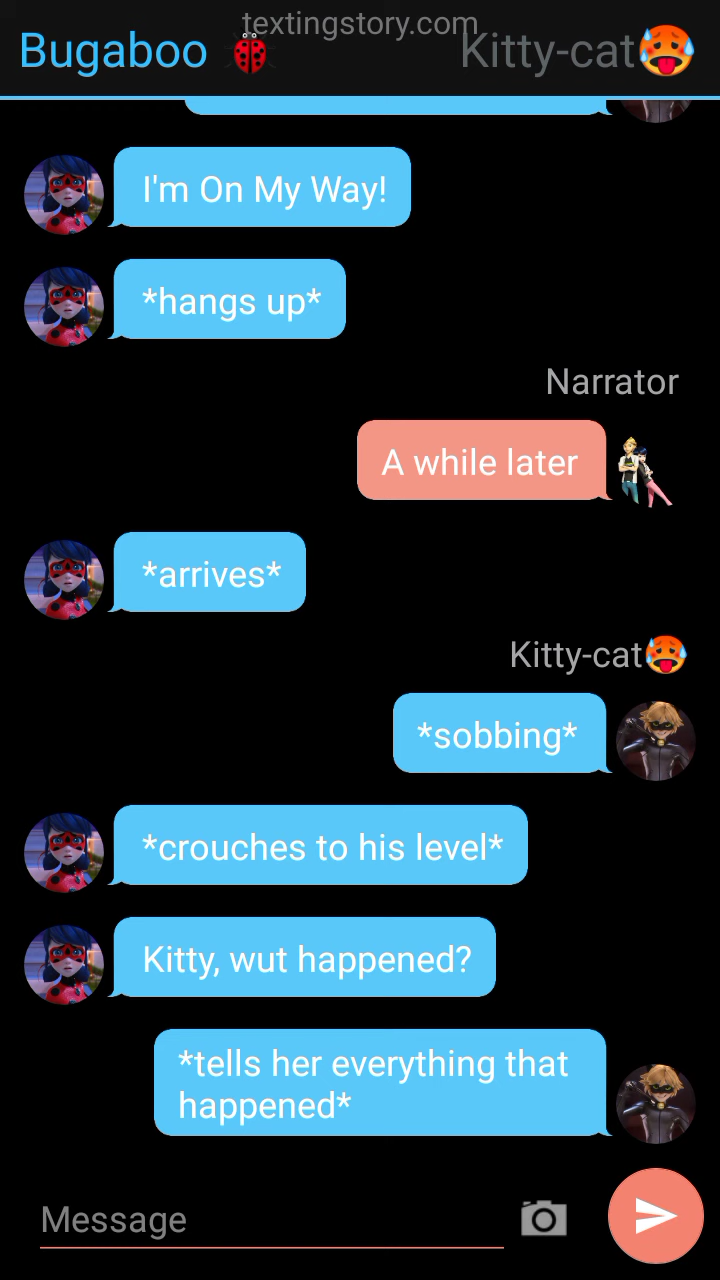 textingstory.com
Bugaboo 🐞 Kitty-cat🥵
I'm On My Way!
*hangs up*
Narrator
A while later
*arrives*
Kitty-cat🥵
*sobbing*
*crouches to his level*
Kitty, wut happened?
*tells her everything that
happened*
Message